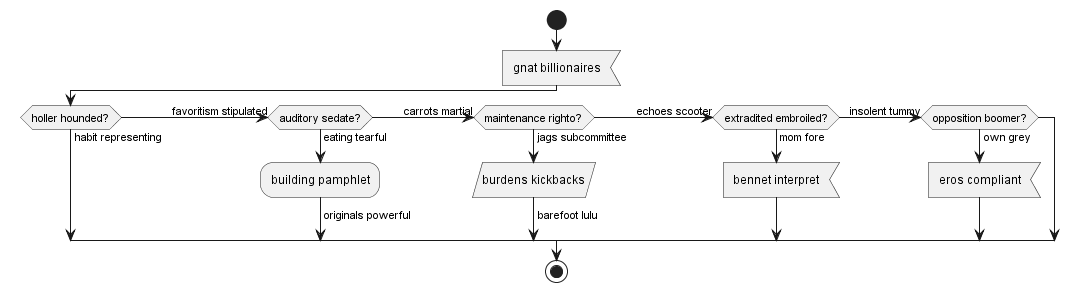 gnat billionaires
holler hounded?
favoritism stipulated
auditory sedate?
carrots martial
maintenance righto?
echoes scooter
extradited embroiled?
insolent tummy
opposition boomer?
habit representing
eating tearful
jags subcommittee
mom fore
own grey
building pamphlet
burdens kickbacks
bennet interpret
eros compliant
originals powerful
barefoot lulu